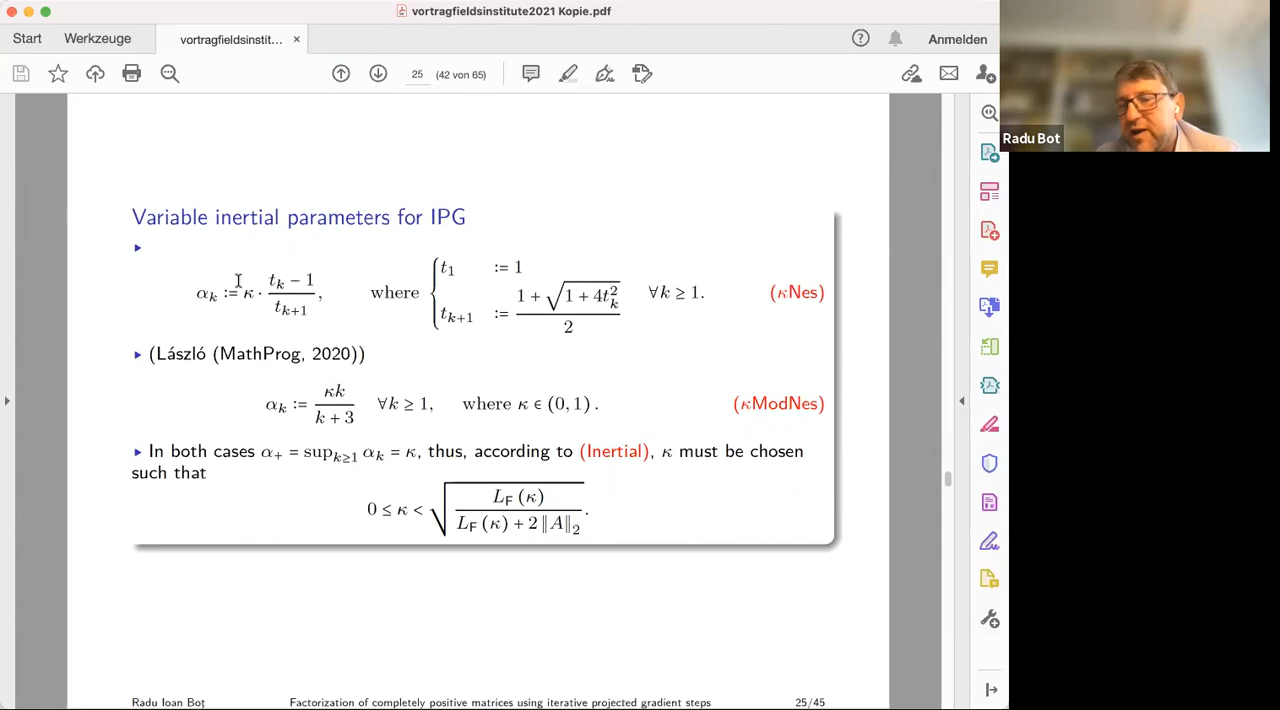 vortragfieldsinstitute2021 Kopie.pdf
Start Werkzeuge vortragfieldsinstit... × Anmelden
25 (42 von 65)
Radu Bot
Variable inertial parameters for IPG
α_k := κ · (t_k − 1)/t_{k+1}, where { t_1 := 1
t_{k+1} := (1 + √(1 + 4t_k^2))/2 ∀k ≥ 1. (κNes)
(László (MathProg, 2020))
α_k := κk/(k + 3) ∀k ≥ 1, where κ ∈ (0, 1). (κModNes)
In both cases α_+ = sup_{k≥1} α_k = κ, thus, according to (Inertial), κ must be chosen
such that
0 ≤ κ < √(L_F (κ)/(L_F (κ) + 2 ‖A‖_2)).
Radu Ioan Boţ Factorization of completely positive matrices using iterative projected gradient steps 25/45